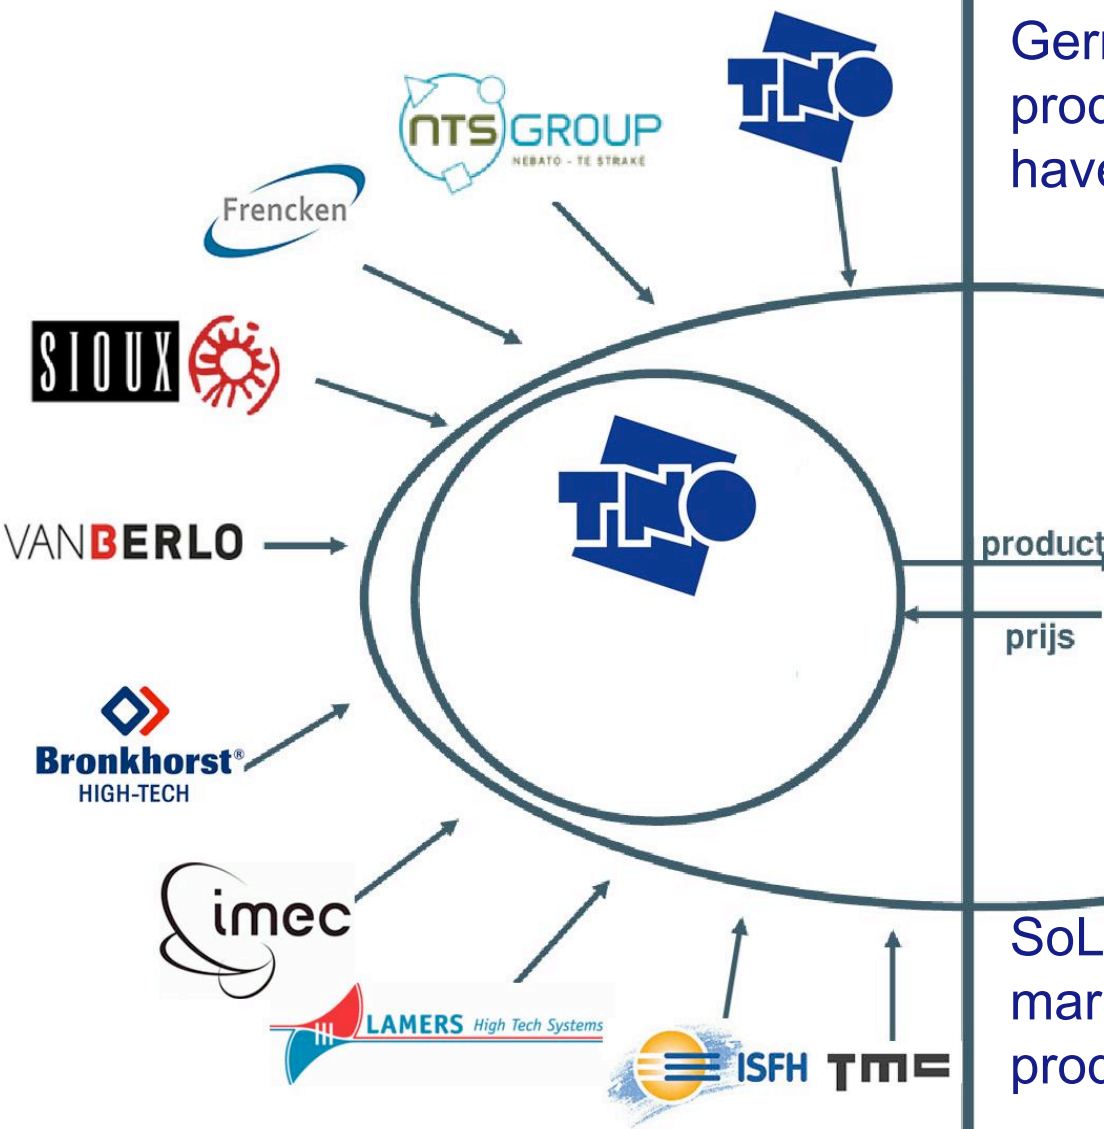 TNO
NTS GROUP
NEBATO - TE STRAKE
Frencken
SIOUX
TNO
VANBERLO
product
prijs
Bronkhorst®
HIGH-TECH
imec
LAMERS High Tech Systems
ISFH
TMC
SoL